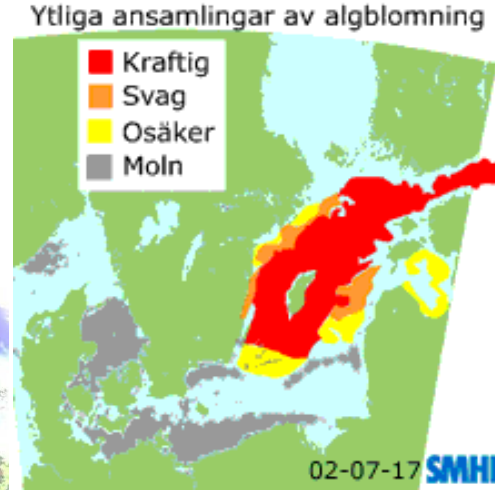 Ytliga ansamlingar av algblomning
Kraftig
Svag
Osäker
Moln
02-07-17 SMHI